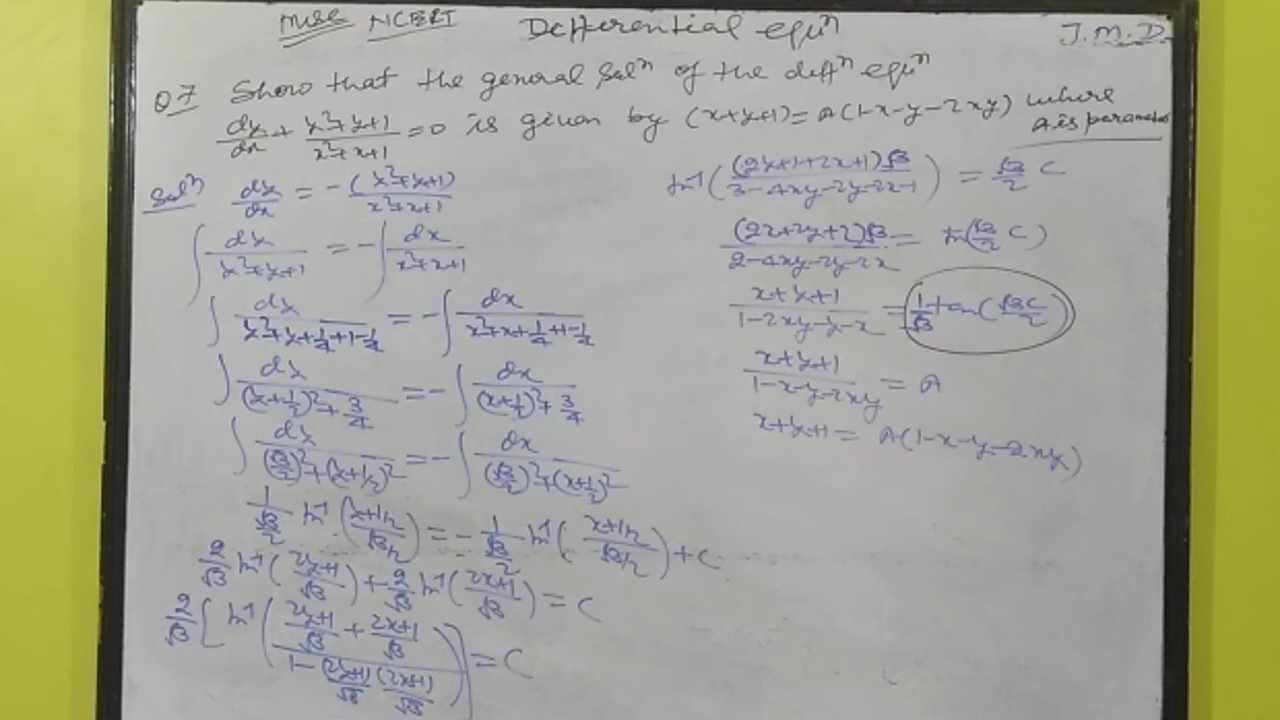 Misc NCERT Differential equⁿ J.M.D.
Q7 Show that the general solⁿ of the diffⁿ equⁿ
dy/dx + (y²+y+1)/(x²+x+1) = 0 is given by (x+y+1) = A(1-x-y-2xy) where A is parameter
Solⁿ dy/dx = -(y²+y+1)/(x²+x+1)
∫ dy/(y²+y+1) = -∫ dx/(x²+x+1)
∫ dy/(y²+y+1/4+1-1/4) = -∫ dx/(x²+x+1/4+1-1/4)
∫ dy/((y+1/2)²+3/4) = -∫ dx/((x+1/2)²+3/4)
∫ dy/((√3/2)²+(y+1/2)²) = -∫ dx/((√3/2)²+(x+1/2)²)
1/(√3/2) tan⁻¹((y+1/2)/(√3/2)) = -1/(√3/2) tan⁻¹((x+1/2)/(√3/2)) + C
2/√3 tan⁻¹((2y+1)/√3) + 2/√3 tan⁻¹((2x+1)/√3) = C
2/√3 [tan⁻¹(((2y+1)/√3 + (2x+1)/√3)/(1-(2y+1)/√3 (2x+1)/√3))] = C
tan⁻¹((2y+1+2x+1)√3/(3-4xy-2y-2x-1)) = √3/2 C
(2x+2y+2)√3/(2-4xy-2y-2x) = tan(√3/2 C)
(x+y+1)/(1-2xy-y-x) = 1/√3 tan(√3C/2)
(x+y+1)/(1-x-y-2xy) = A
x+y+1 = A(1-x-y-2xy)